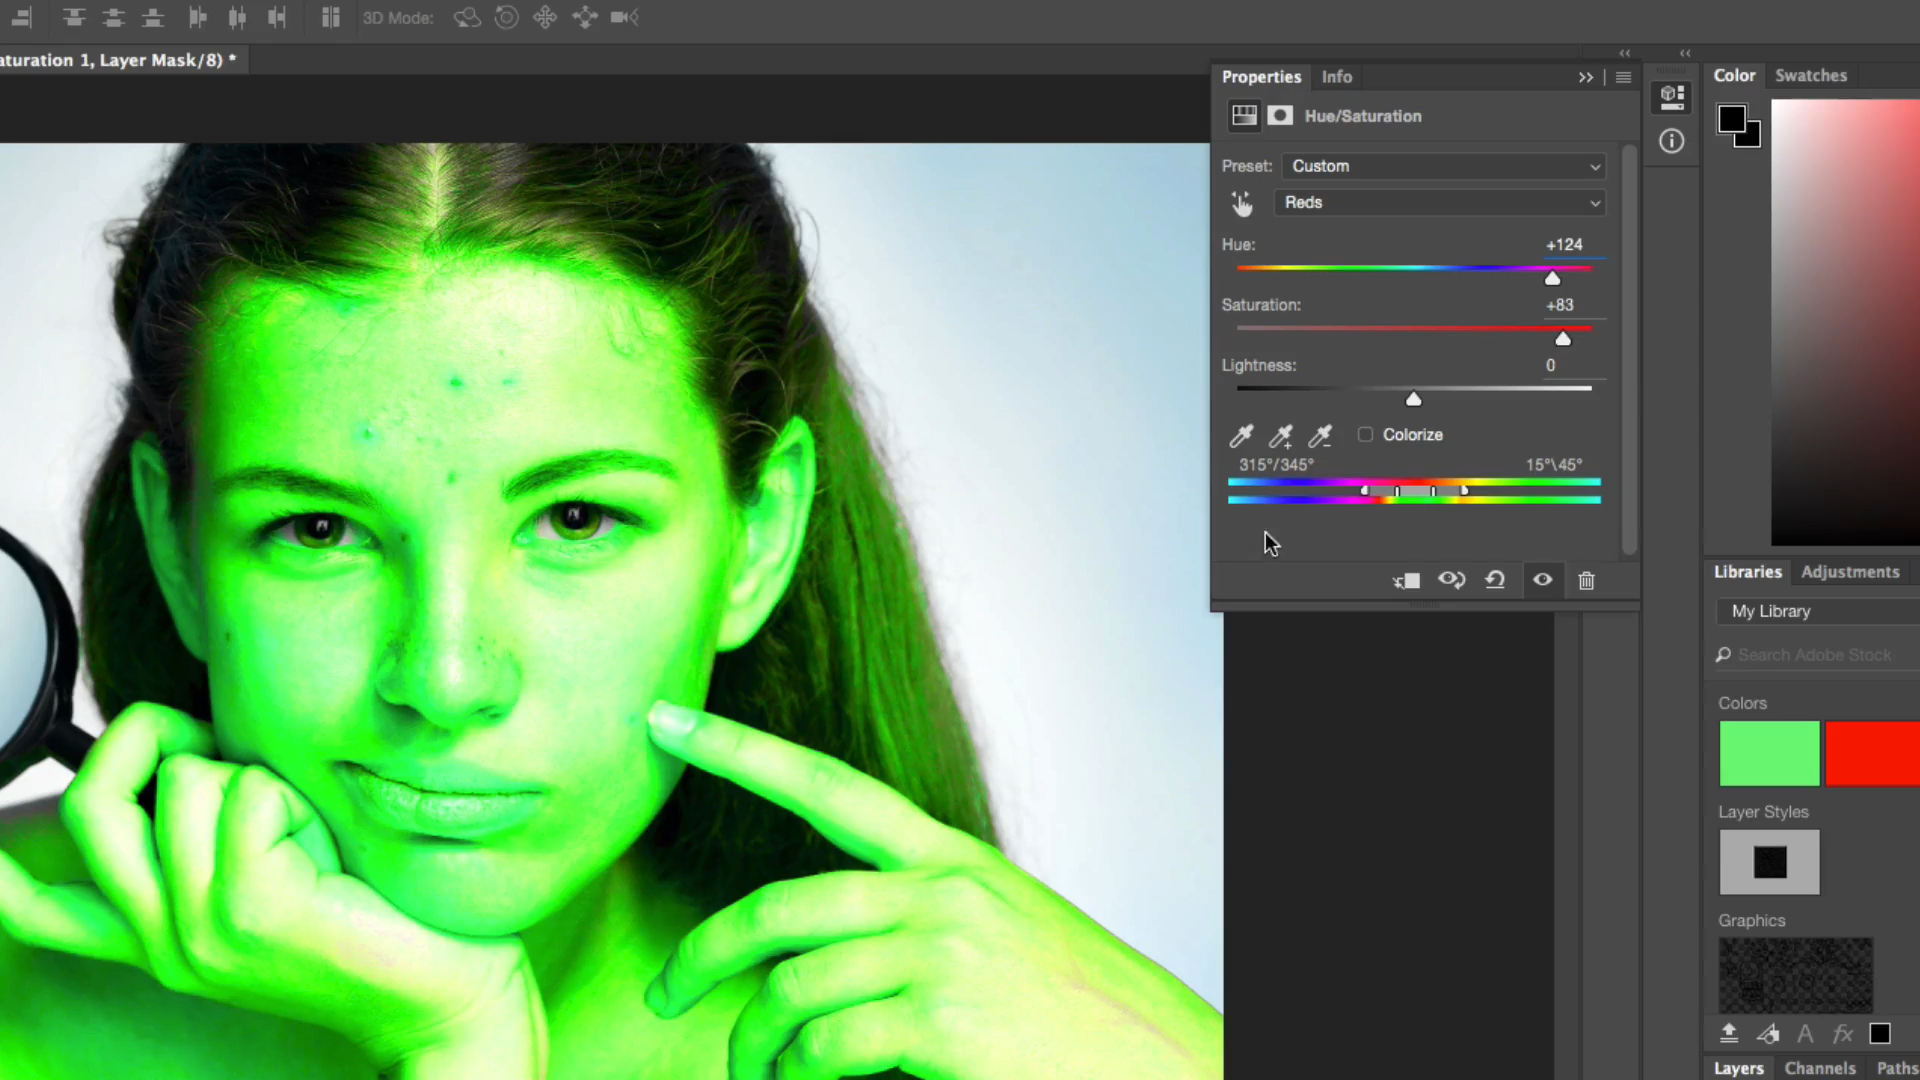 3D Mode:
aturation 1, Layer Mask/8) *
Properties
Info
Color
Swatches
Hue/Saturation
Preset:
Custom
Reds
Hue:
+124
Saturation:
+83
Lightness:
0
Colorize
315°/345°
15°\45°
Libraries
Adjustments
My Library
Search Adobe Stock
Colors
Layer Styles
Graphics
A
fx
Layers
Channels
Paths